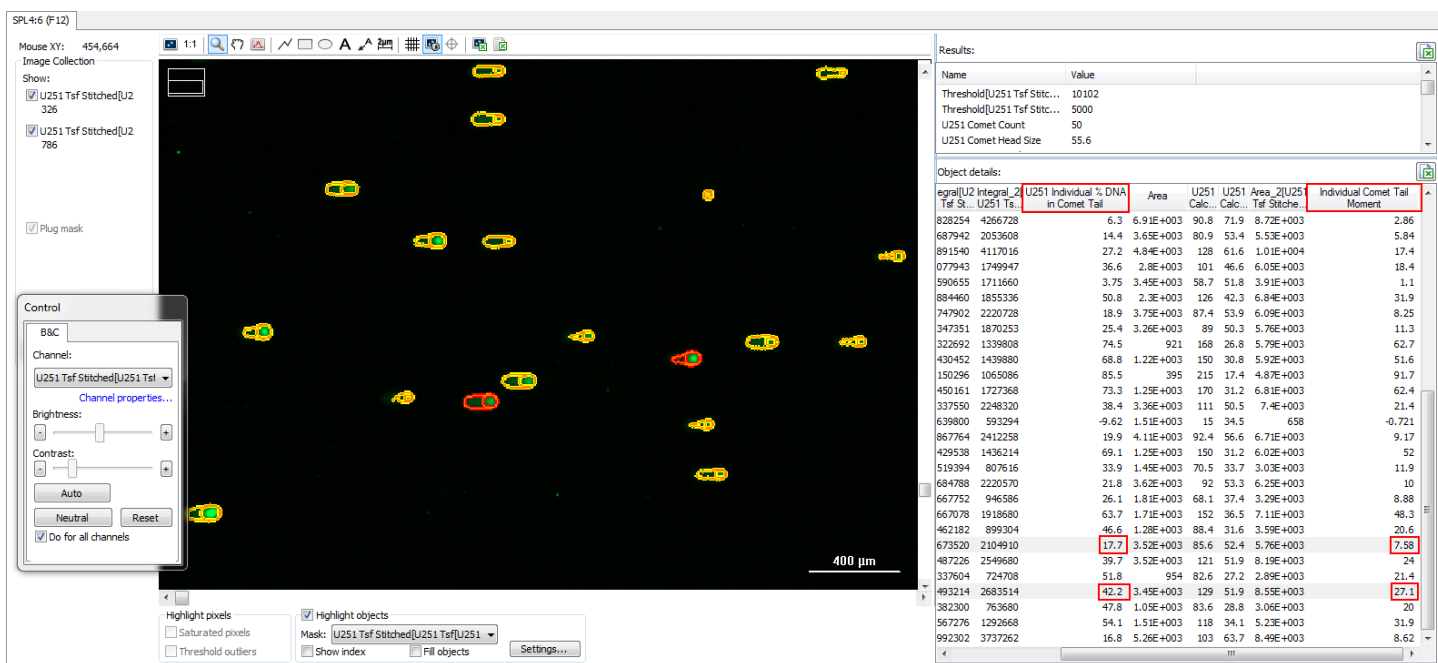 SPL4:6 (F12)
Mouse XY: 454,664
Image Collection
Show:
U251 Tsf Stitched[U2
326
U251 Tsf Stitched[U2
786
Plug mask
Control
B&C
Channel:
U251 Tsf Stitched[U251 Tsf
Channel properties...
Brightness:
-
+
Contrast:
-
+
Auto
Neutral Reset
Do for all channels
1:1 A 2µm
400 µm
Highlight pixels
Saturated pixels
Threshold outliers
Highlight objects
Mask: U251 Tsf Stitched[U251 Tsf[U251
Show index Fill objects Settings...
Results:
Name Value
Threshold[U251 Tsf Stitc... 10102
Threshold[U251 Tsf Stitc... 5000
U251 Comet Count 50
U251 Comet Head Size 55.6
Object details:
egral[U2 Integral_2[ U251 Individual % DNA Area U251 U251 Area_2[U251 Individual Comet Tail
Tsf St... U251 Ts... in Comet Tail Calc... Calc... Tsf Stitche... Moment
828254 4266728 6.3 6.91E+003 90.8 71.9 8.72E+003 2.86
687942 2053608 14.4 3.65E+003 80.9 53.4 5.53E+003 5.84
891540 4117016 27.2 4.84E+003 128 61.6 1.01E+004 17.4
077943 1749947 36.6 2.8E+003 101 46.6 6.05E+003 18.4
590655 1711660 3.75 3.45E+003 58.7 51.8 3.91E+003 1.1
884460 1855336 50.8 2.3E+003 126 42.3 6.84E+003 31.9
747902 2220728 18.9 3.75E+003 87.4 53.9 6.09E+003 8.25
347351 1870253 25.4 3.26E+003 89 50.3 5.76E+003 11.3
322692 1339808 74.5 921 168 26.8 5.79E+003 62.7
430452 1439880 68.8 1.22E+003 150 30.8 5.92E+003 51.6
150296 1065086 85.5 395 215 17.4 4.87E+003 91.7
450161 1727368 73.3 1.25E+003 170 31.2 6.81E+003 62.4
337550 2248320 38.4 3.36E+003 111 50.5 7.4E+003 21.4
639800 593294 -9.62 1.51E+003 15 34.5 658 -0.721
867764 2412258 19.9 4.11E+003 92.4 56.6 6.71E+003 9.17
429538 1436214 69.1 1.25E+003 150 31.2 6.02E+003 52
519394 807616 33.9 1.45E+003 70.5 33.7 3.03E+003 11.9
684788 2220570 21.8 3.62E+003 92 53.3 6.25E+003 10
667752 946586 26.1 1.81E+003 68.1 37.4 3.29E+003 8.88
667078 1918680 63.7 1.71E+003 152 36.5 7.11E+003 48.3
462182 899304 46.6 1.28E+003 88.4 31.6 3.59E+003 20.6
673520 2104910 17.7 3.52E+003 85.6 52.4 5.76E+003 7.58
487226 2549680 39.7 3.52E+003 121 51.9 8.19E+003 24
337604 724708 51.8 954 82.6 27.2 2.89E+003 21.4
493214 2683514 42.2 3.45E+003 129 51.9 8.55E+003 27.1
382300 763680 47.8 1.05E+003 83.6 28.8 3.06E+003 20
567276 1292668 54.1 1.51E+003 118 34.1 5.23E+003 31.9
992302 3737262 16.8 5.26E+003 103 63.7 8.49E+003 8.62